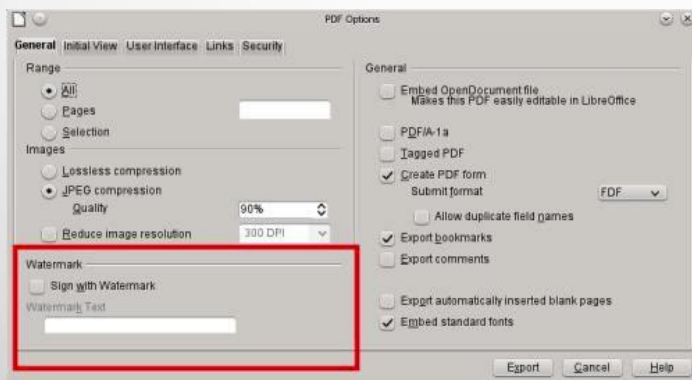 PDF Options
General Initial View User Interface Links Security
Range
All
Pages
Selection
Images
Lossless compression
JPEG compression
Quality 90%
Reduce image resolution 300 DPI
Watermark
Sign with Watermark
Watermark Text
General
Embed OpenDocument file
Makes this PDF easily editable in LibreOffice
PDF/A-1a
Tagged PDF
Create PDF form
Submit format FDF
Allow duplicate field names
Export bookmarks
Export comments
Export automatically inserted blank pages
Embed standard fonts
Export Cancel Help